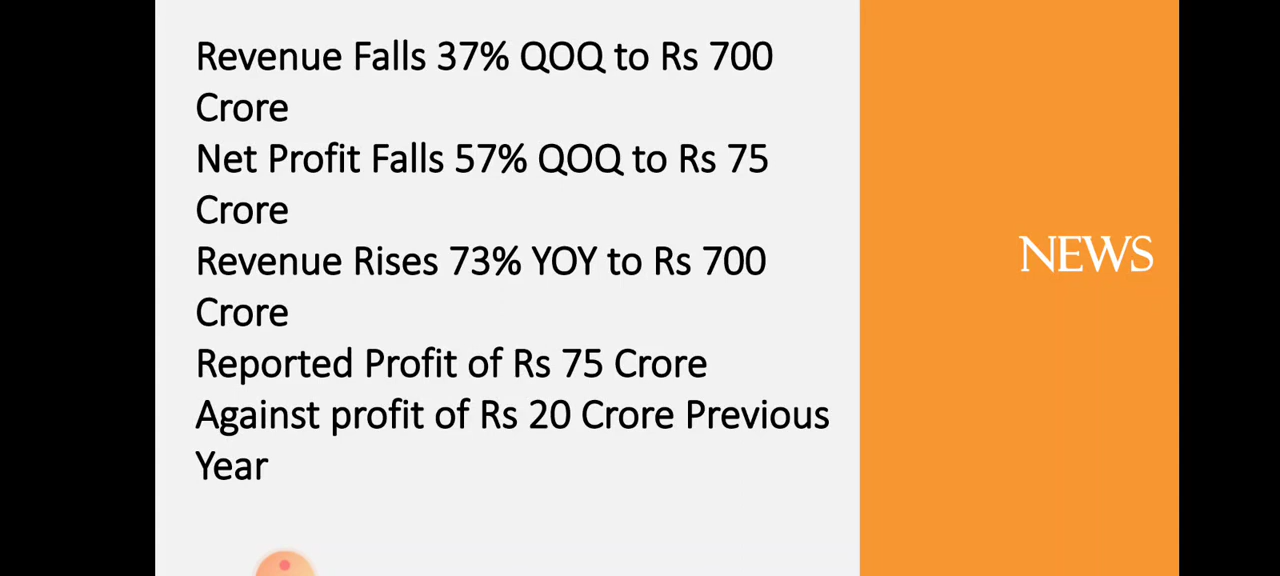 Revenue Falls 37% QOQ to Rs 700
Crore
Net Profit Falls 57% QOQ to Rs 75
Crore
Revenue Rises 73% YOY to Rs 700
Crore
Reported Profit of Rs 75 Crore
Against profit of Rs 20 Crore Previous
Year
NEWS